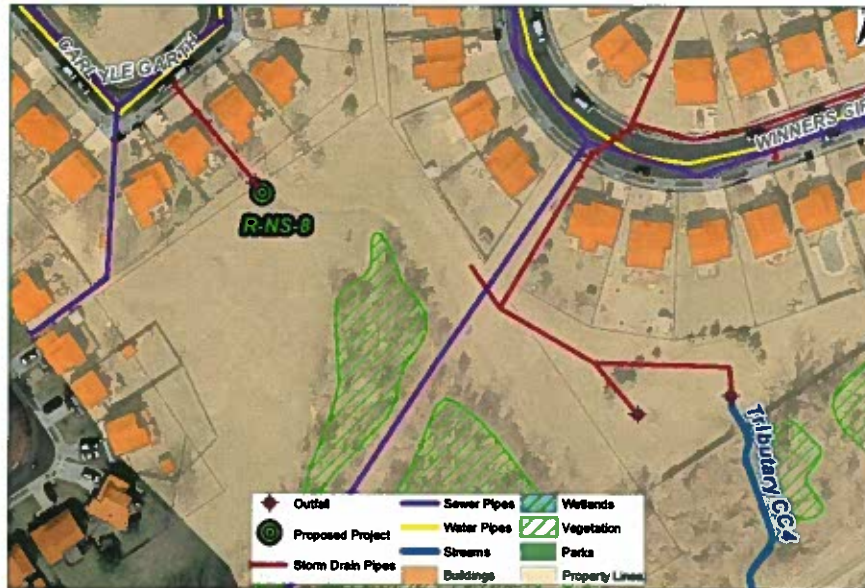 CARLYLE GARTH
WINNERS
R-NS-8
Tributary CC4
Outfall
Proposed Project
Storm Drain Pipes
Sewer Pipes
Water Pipes
Streams
Buildings
Wetlands
Vegetation
Parks
Property Lines